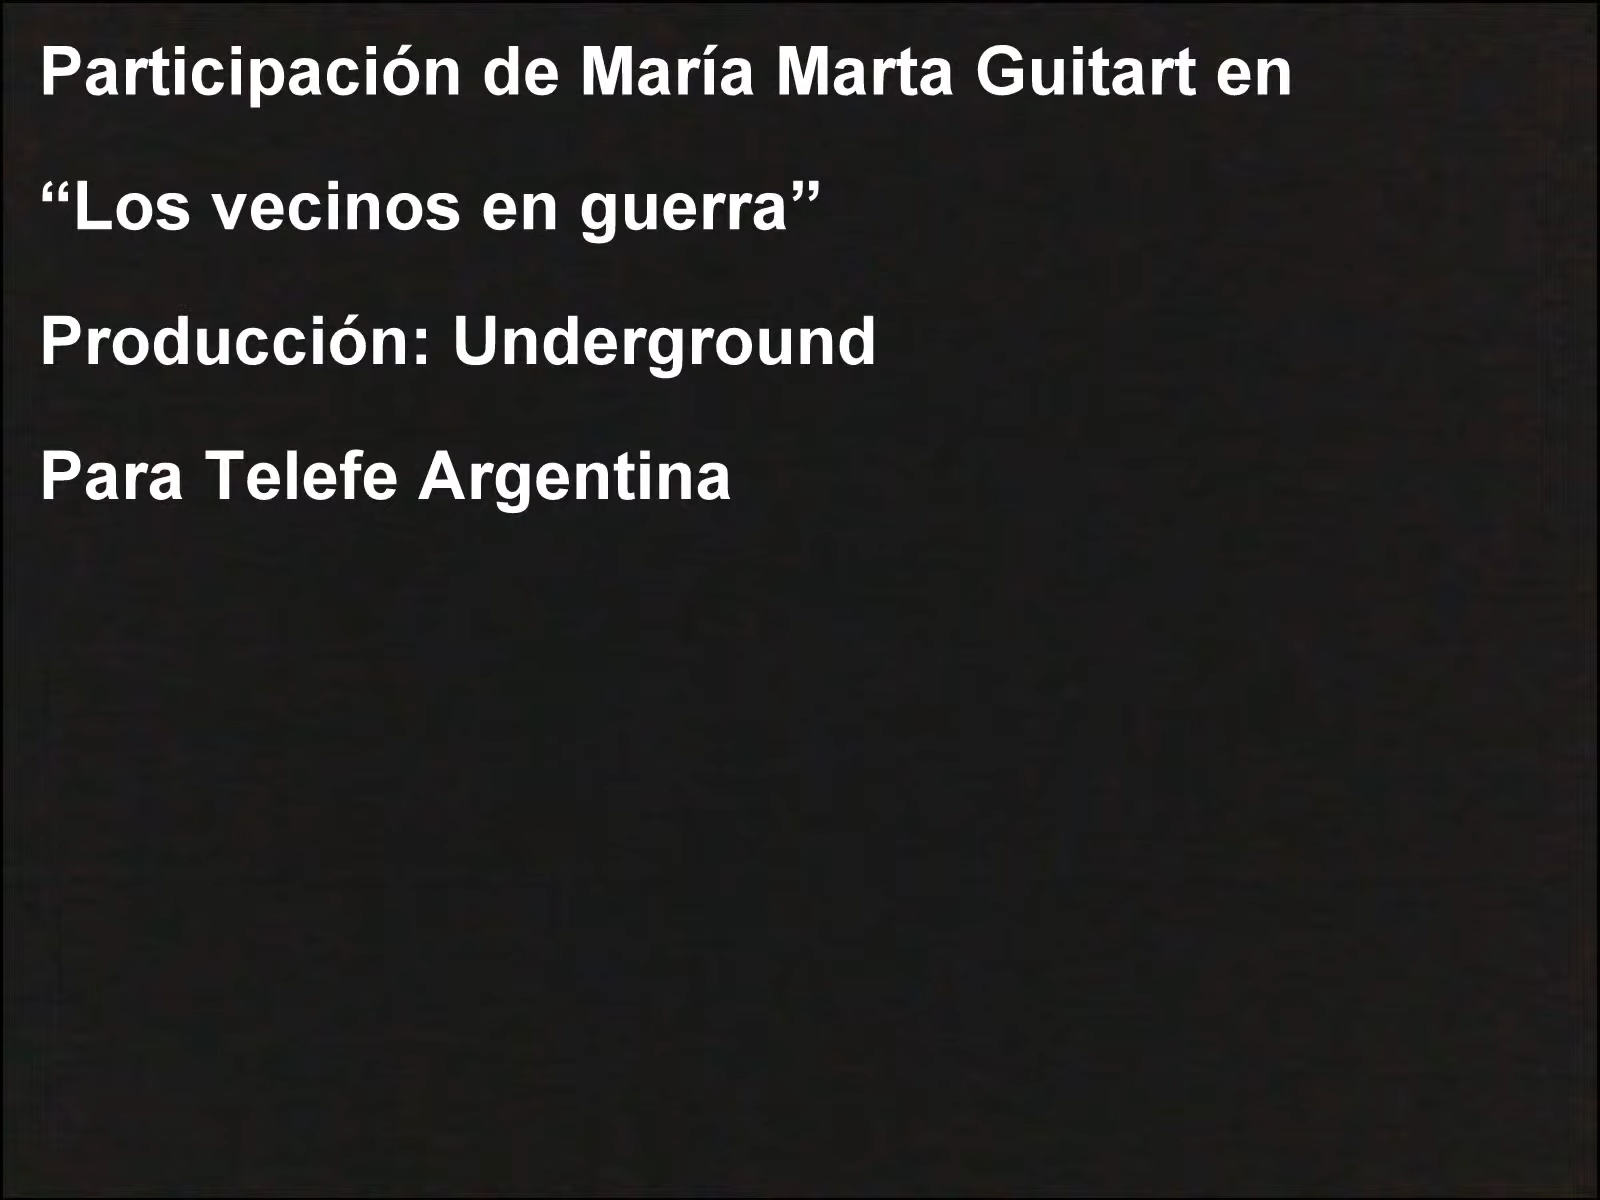 Participación de María Marta Guitart en
“Los vecinos en guerra”
Producción: Underground
Para Telefe Argentina